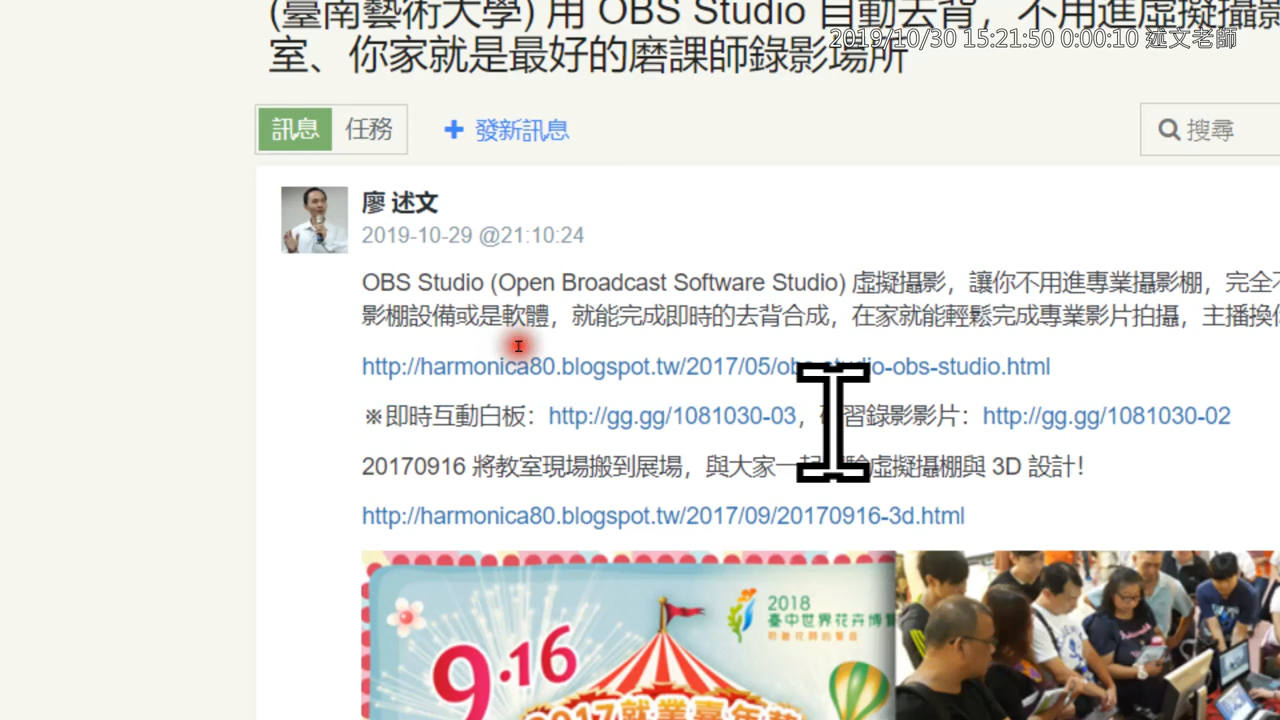 (臺南藝術大學) 用 OBS Studio 自動去背，不用進虛擬攝影
室、你家就是最好的磨課師錄影場所
2019/10/30 15:21:50 0:00:10 述文老師
訊息 任務 發新訊息 搜尋
廖 述文
2019-10-29 @21:10:24
OBS Studio (Open Broadcast Software Studio) 虛擬攝影，讓你不用進專業攝影棚，完全不
影棚設備或是軟體，就能完成即時的去背合成，在家就能輕鬆完成專業影片拍攝，主播換你
http://harmonica80.blogspot.tw/2017/05/obs-studio-obs-studio.html
※即時互動白板：http://gg.gg/1081030-03，研習錄影影片：http://gg.gg/1081030-02
20170916 將教室現場搬到展場，與大家一起體驗虛擬攝棚與 3D 設計！
http://harmonica80.blogspot.tw/2017/09/20170916-3d.html
2018
臺中世界花卉博
9.16
2017就業嘉年華